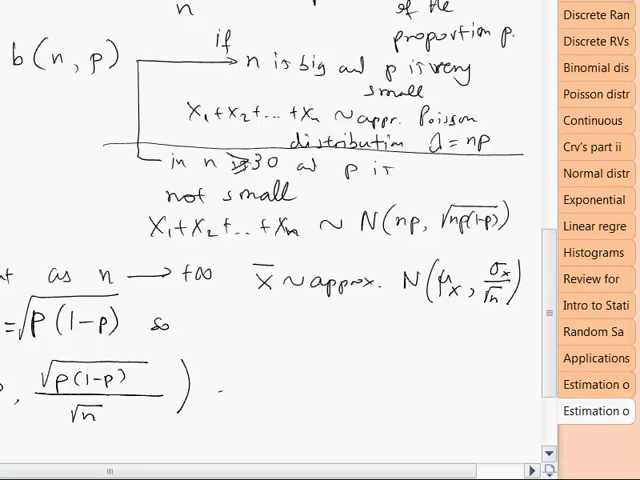 n
of the
proportion p.
b(n, p)
if
n is big and p is very
small
X₁+X₂+...+Xₙ ~ appr. Poisson
distribution λ=np
in n ≥30 and p is
not small
X₁+X₂+...+Xₙ ~ N(np, √np(1-p))
as n → +∞ X̄ ~ approx. N(μₓ, σₓ/√n)
=√p(1-p) so
, √p(1-p)/√n )
Discrete Ran
Discrete RVs
Binomial dis
Poisson distr
Continuous
Crv's part ii
Normal distr
Exponential
Linear regre
Histograms
Review for
Intro to Stati
Random Sa
Applications
Estimation o
Estimation o